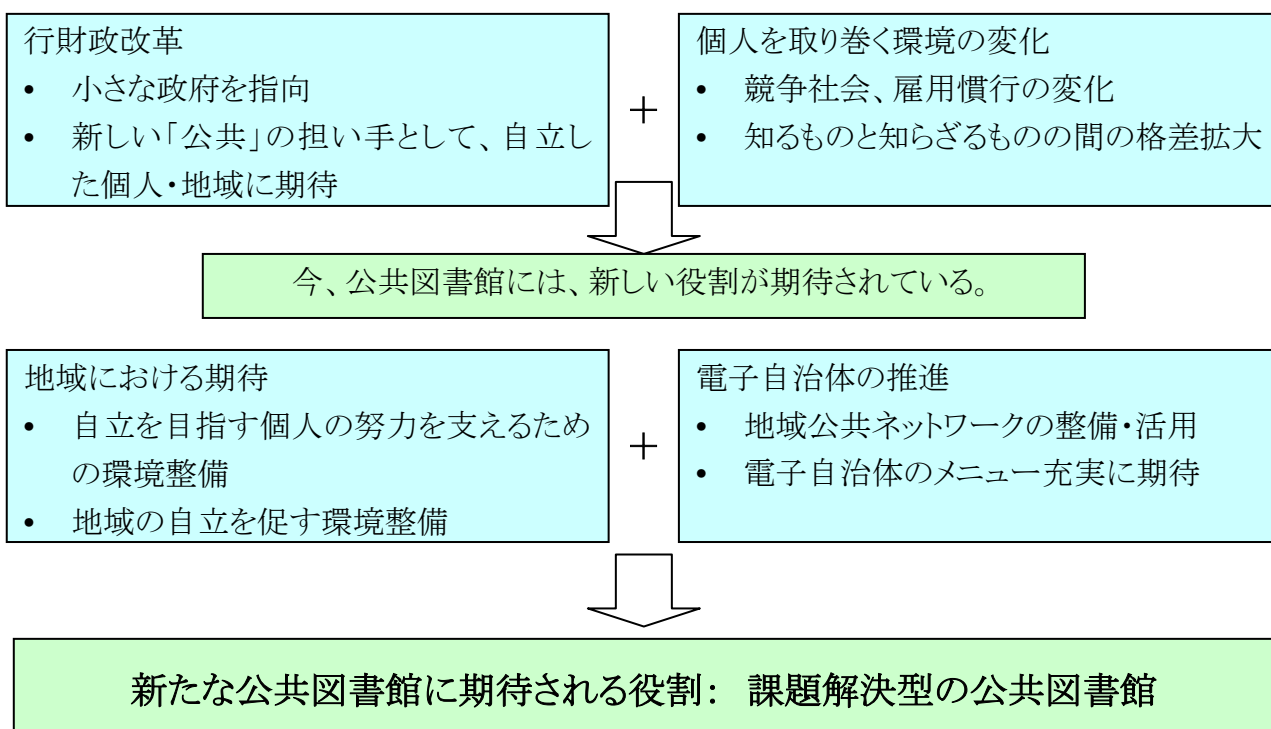 行財政改革
• 小さな政府を指向
• 新しい「公共」の担い手として、自立し
た個人・地域に期待
＋
個人を取り巻く環境の変化
• 競争社会、雇用慣行の変化
• 知るものと知らざるものの間の格差拡大
今、公共図書館には、新しい役割が期待されている。
地域における期待
• 自立を目指す個人の努力を支えるため
の環境整備
• 地域の自立を促す環境整備
＋
電子自治体の推進
• 地域公共ネットワークの整備・活用
• 電子自治体のメニュー充実に期待
新たな公共図書館に期待される役割： 課題解決型の公共図書館